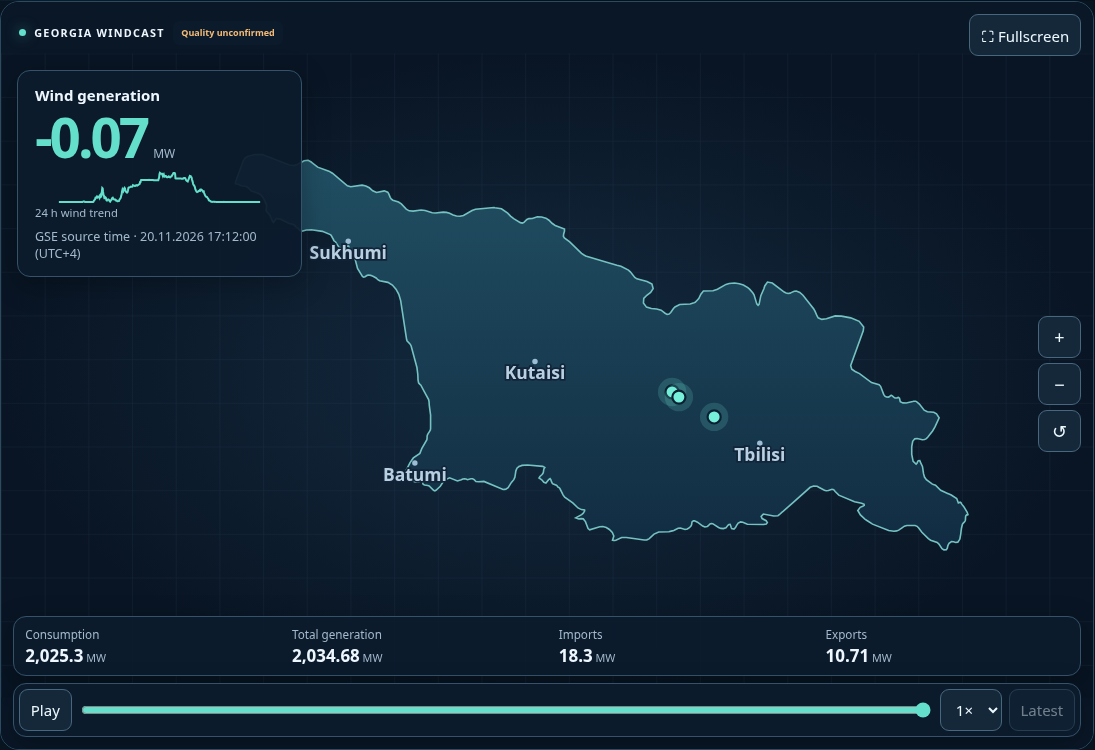 GEORGIA WINDCAST
Quality unconfirmed
Fullscreen
Wind generation
-0.07 MW
24 h wind trend
GSE source time · 20.11.2026 17:12:00
(UTC+4)
Sukhumi
Kutaisi
Tbilisi
Batumi
+
−
↺
Consumption
2,025.3 MW
Total generation
2,034.68 MW
Imports
18.3 MW
Exports
10.71 MW
Play
1×
Latest